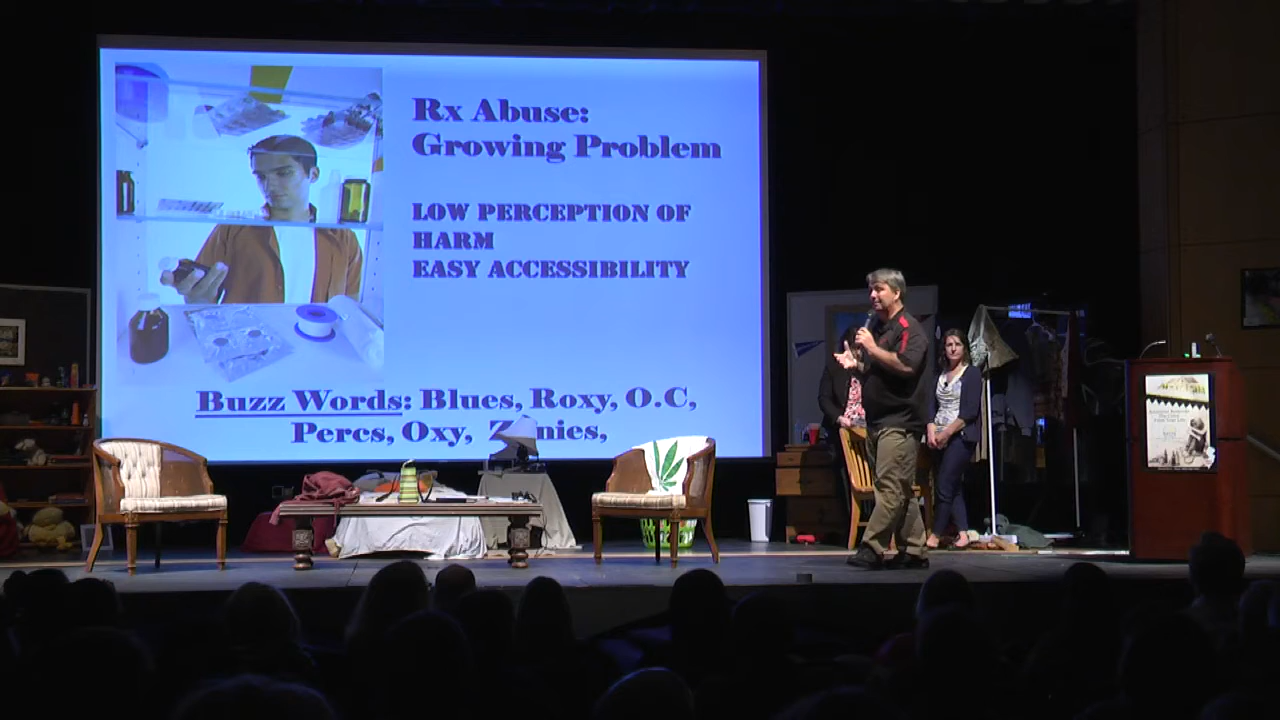 Rx Abuse:
Growing Problem
LOW PERCEPTION OF
HARM
EASY ACCESSIBILITY
Buzz Words: Blues, Roxy, O.C,
Percs, Oxy,